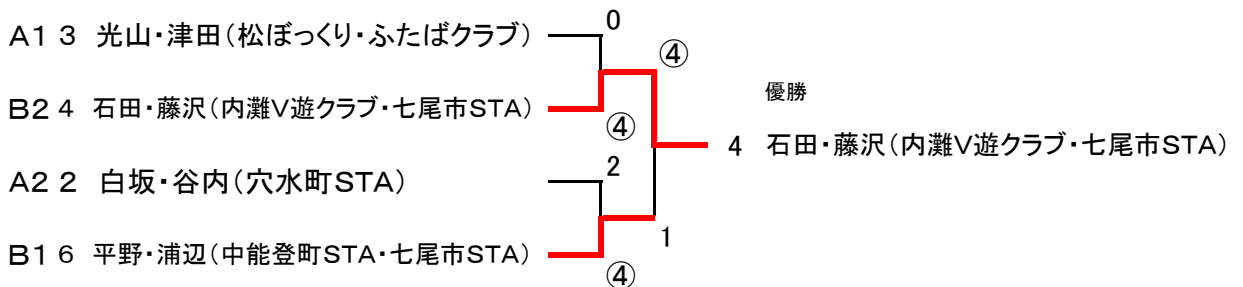 A1 3 光山・津田(松ぼっくり・ふたばクラブ) 0
④
B2 4 石田・藤沢(内灘V遊クラブ・七尾市STA) ④
優勝
4 石田・藤沢(内灘V遊クラブ・七尾市STA)
A2 2 白坂・谷内(穴水町STA) 2
1
B1 6 平野・浦辺(中能登町STA・七尾市STA) ④